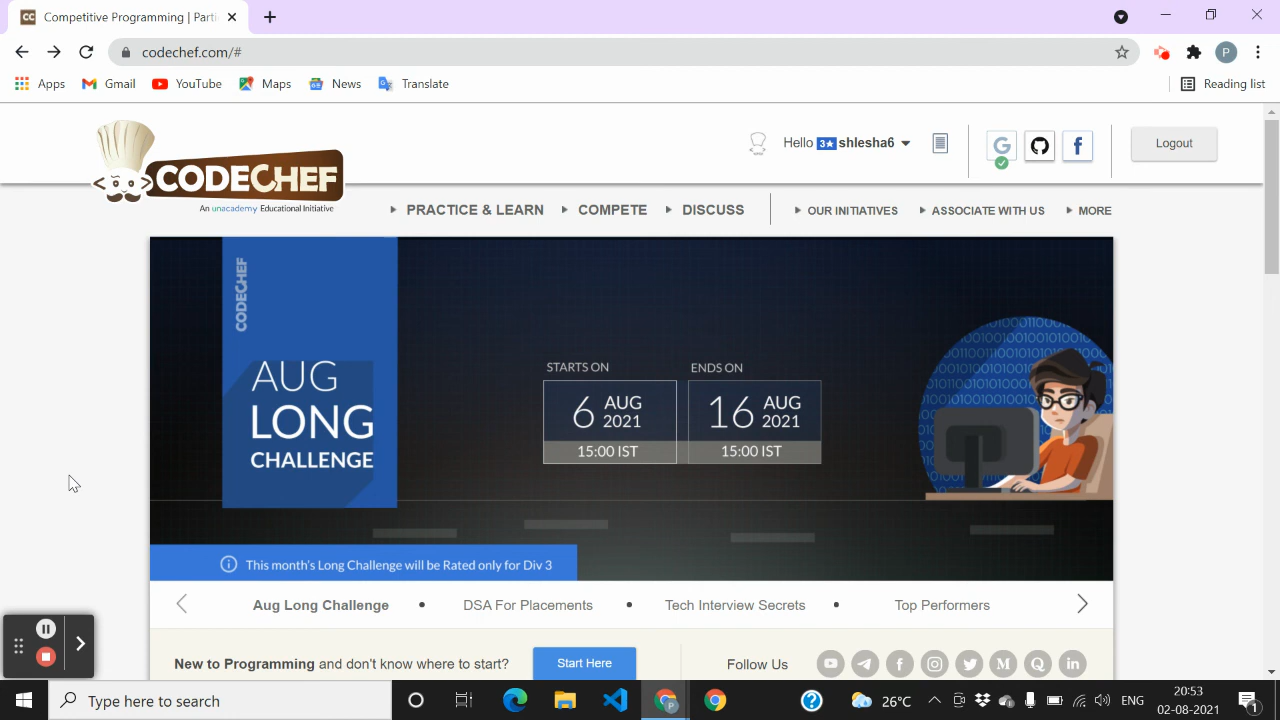 CC Competitive Programming | Parti
codechef.com/#
P
Apps
Gmail
YouTube
Maps
News
Translate
Reading list
Hello 3★ shlesha6
G
f
Logout
CODECHEF
An unacademy Educational Initiative
PRACTICE & LEARN
COMPETE
DISCUSS
OUR INITIATIVES
ASSOCIATE WITH US
MORE
CODECHEF
AUG
LONG
CHALLENGE
STARTS ON
6 AUG
2021
15:00 IST
ENDS ON
16 AUG
2021
15:00 IST
This month's Long Challenge will be Rated only for Div 3
Aug Long Challenge
DSA For Placements
Tech Interview Secrets
Top Performers
New to Programming and don't know where to start?
Start Here
Follow Us
Type here to search
26°C
ENG
20:53
02-08-2021
1